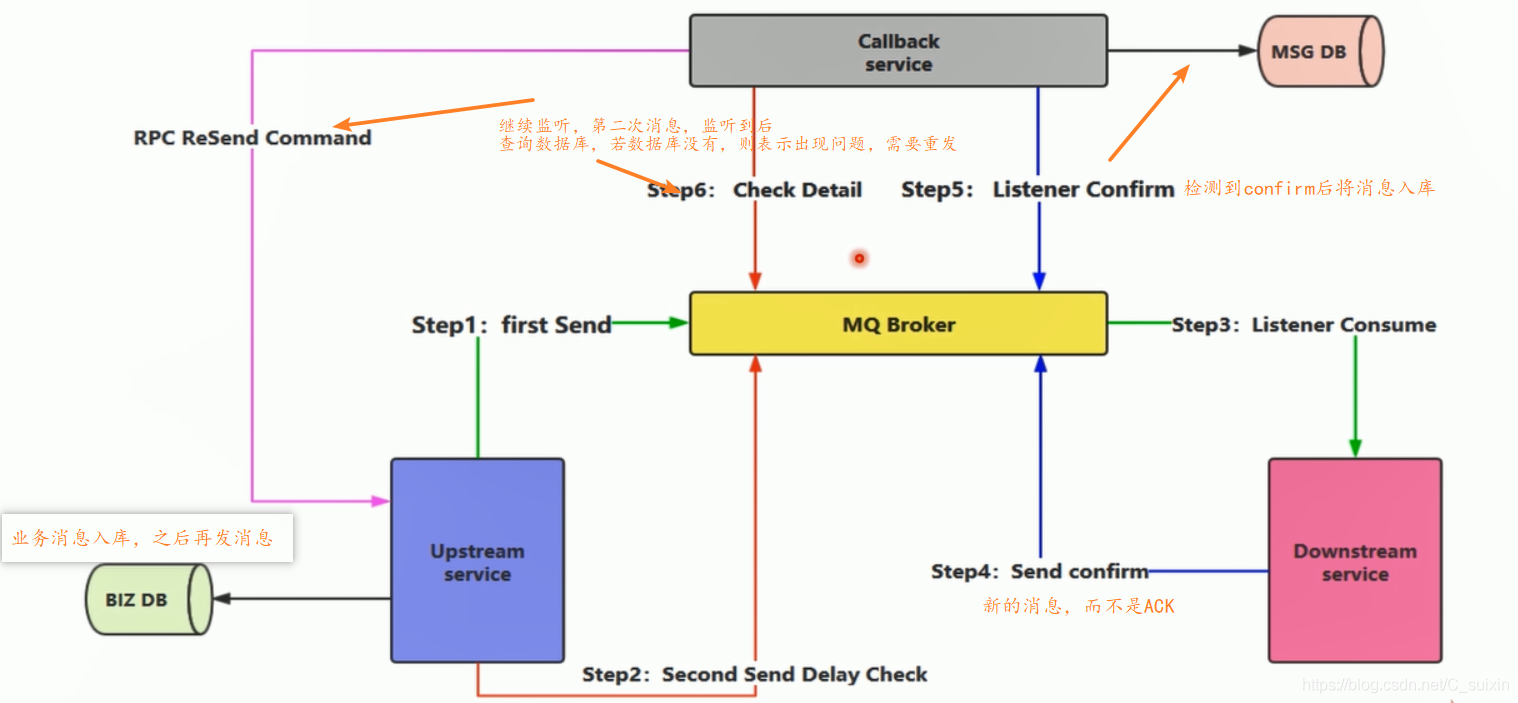 Callback
service
MSG DB
RPC ReSend Command
继续监听，第二次消息，监听到后
查询数据库，若数据库没有，则表示出现问题，需要重发
Step6： Check Detail
Step5： Listener Confirm
检测到confirm后将消息入库
Step1：first Send
MQ Broker
Step3：Listener Consume
业务消息入库，之后再发消息
Upstream
service
Downstream
service
BIZ DB
Step4：Send confirm
新的消息，而不是ACK
Step2：Second Send Delay Check
https://blog.csdn.net/C_suixin